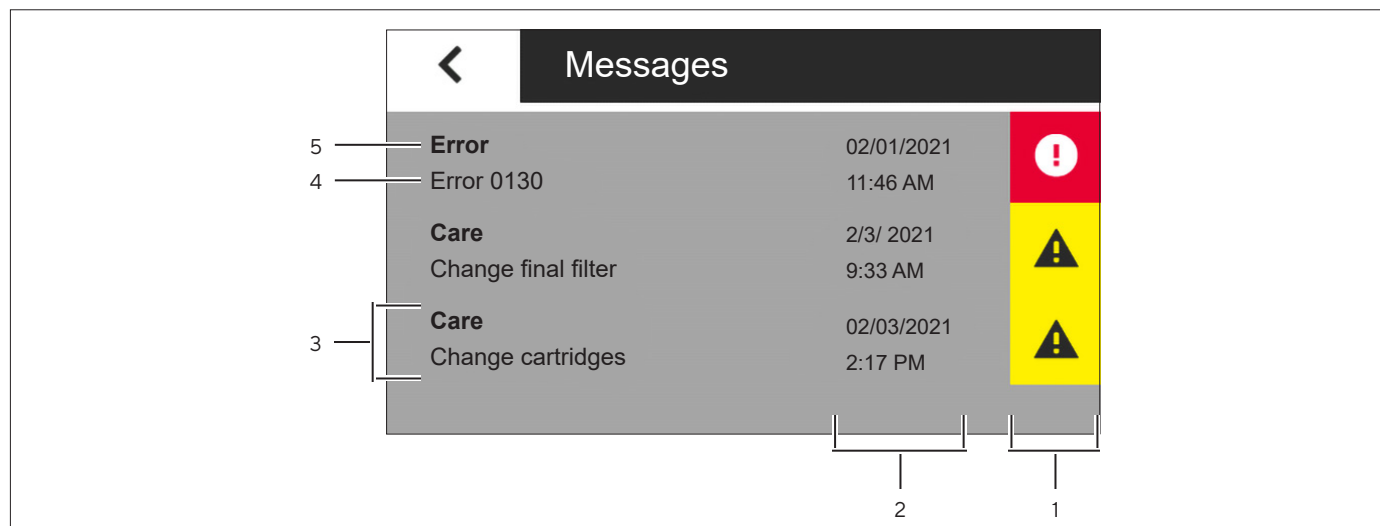 Messages
5 Error 02/01/2021
4 Error 0130 11:46 AM
Care 2/3/ 2021
Change final filter 9:33 AM
3 Care 02/03/2021
Change cartridges 2:17 PM
2 1